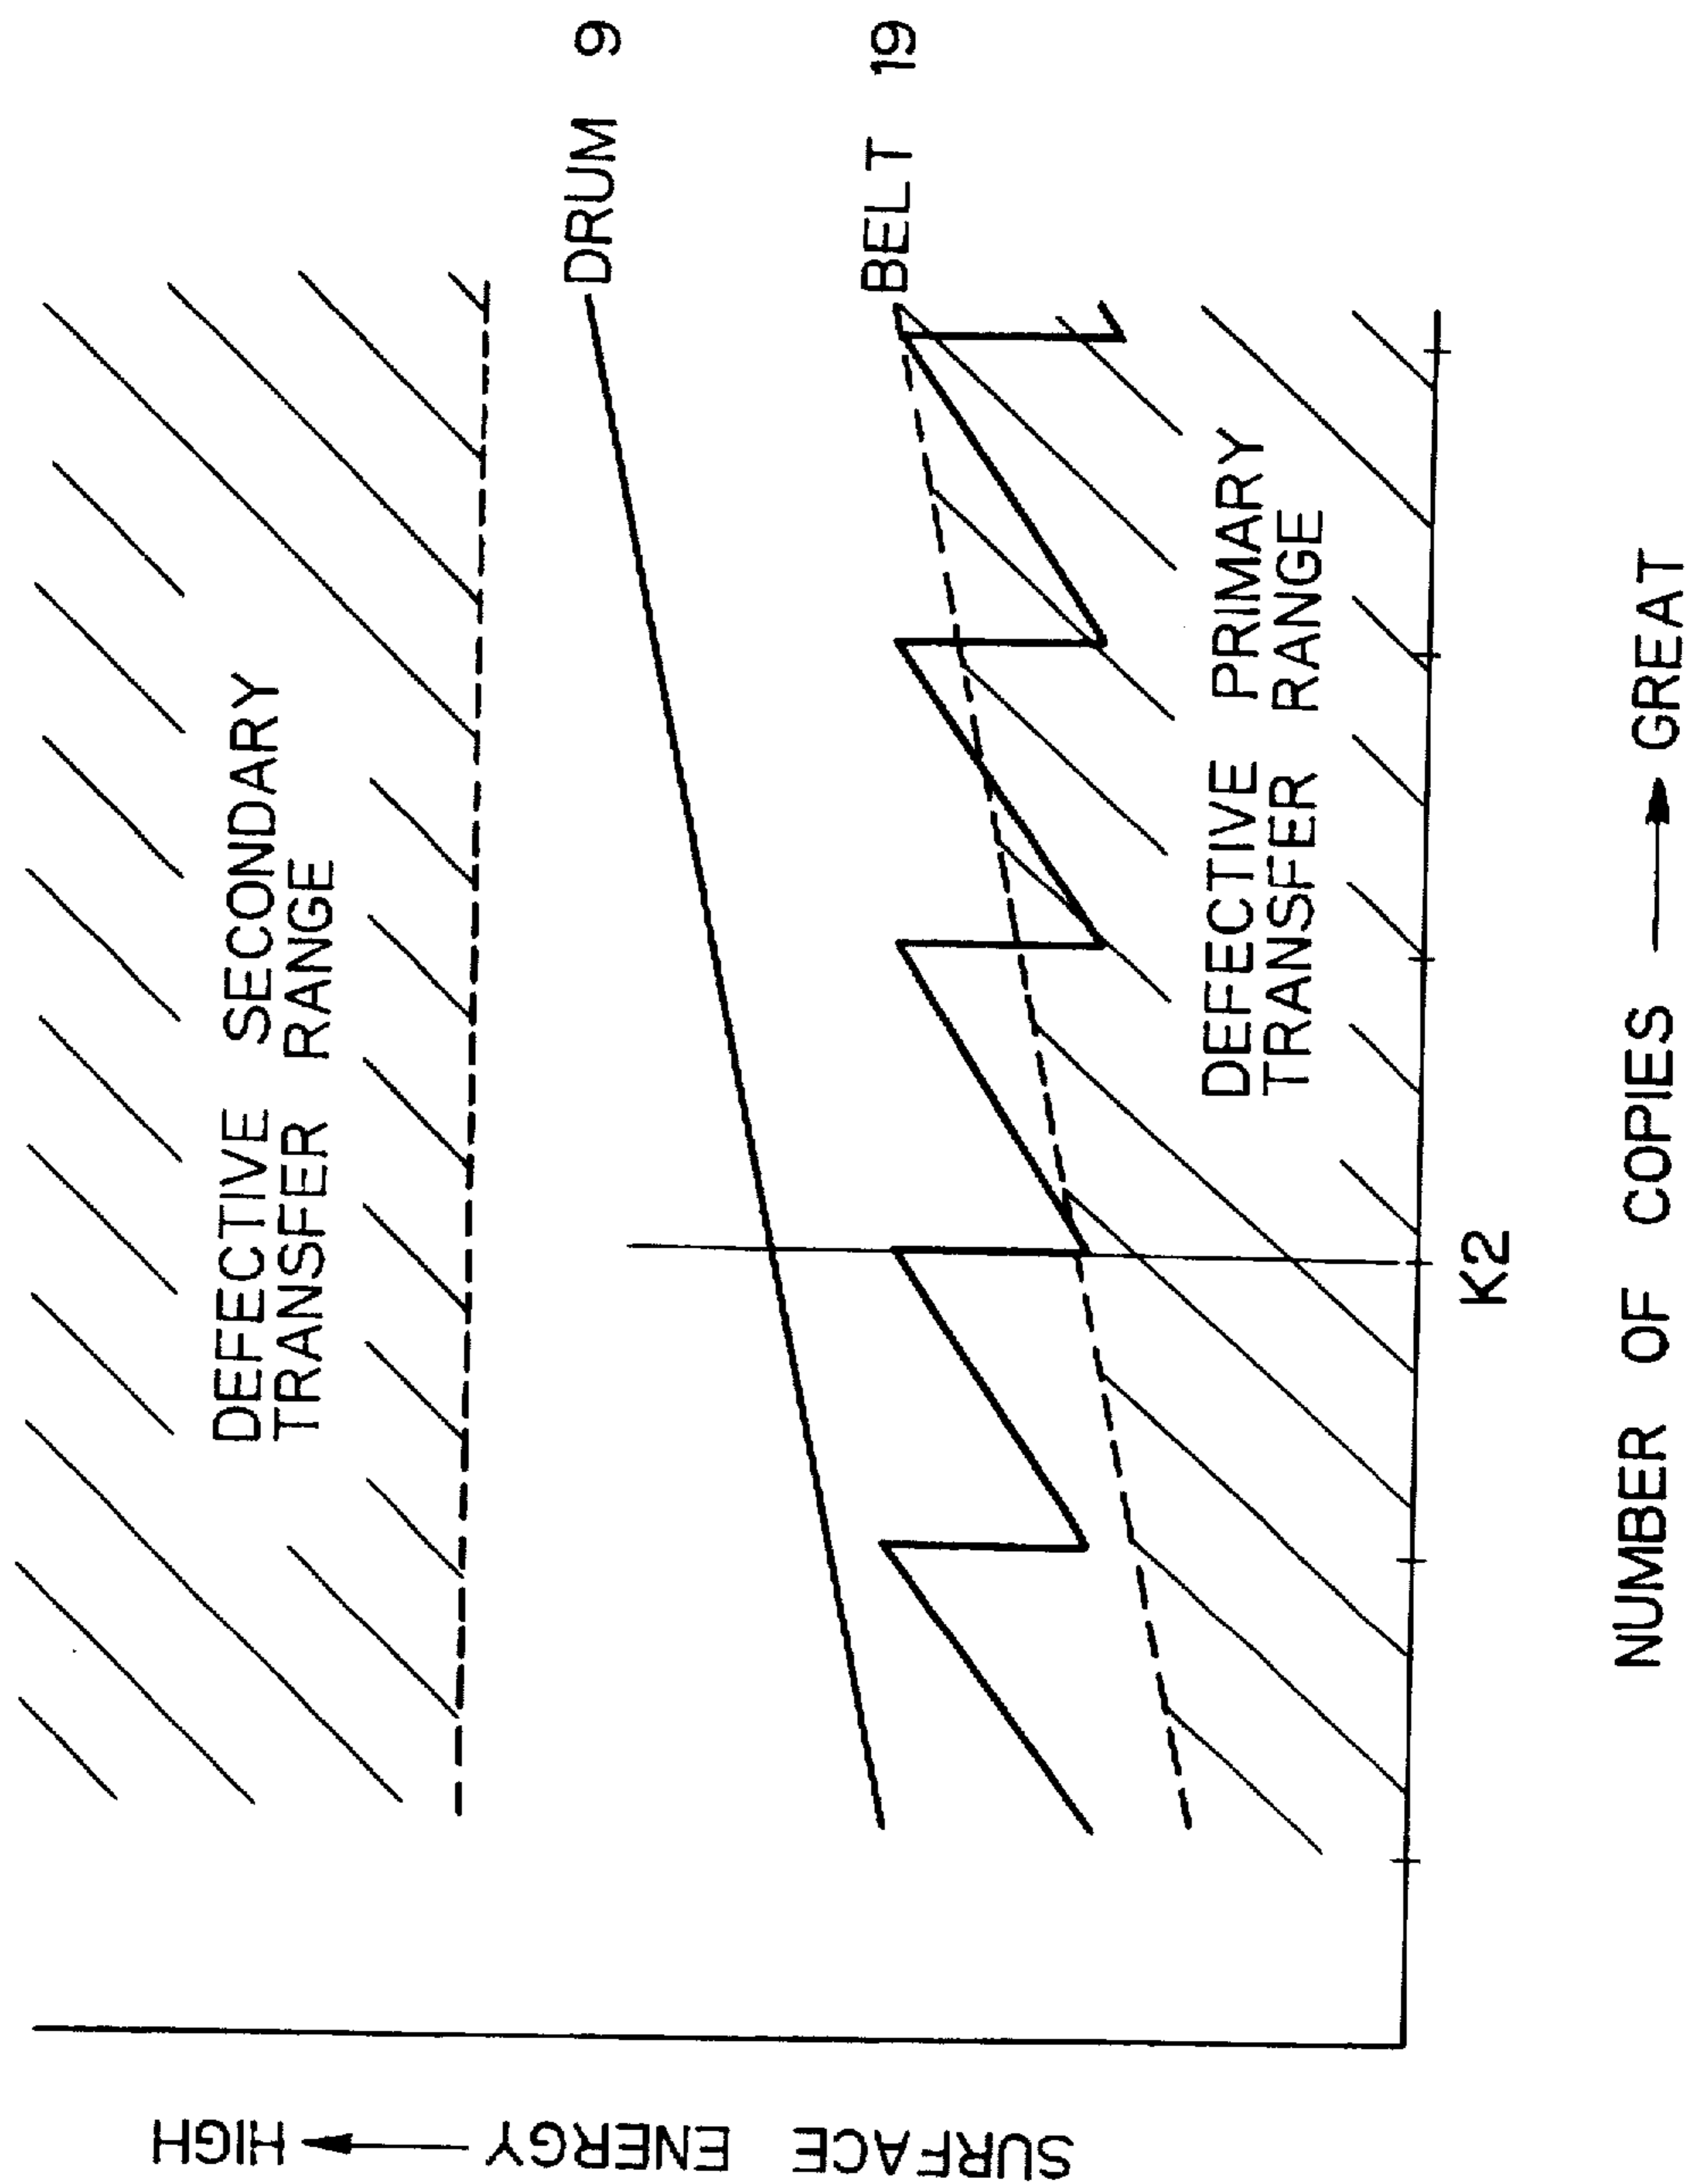 SURFACE ENERGY → HIGH
DEFECTIVE SECONDARY
TRANSFER RANGE
DRUM 9
BELT 19
DEFECTIVE PRIMARY
TRANSFER RANGE
K2
NUMBER OF COPIES → GREAT